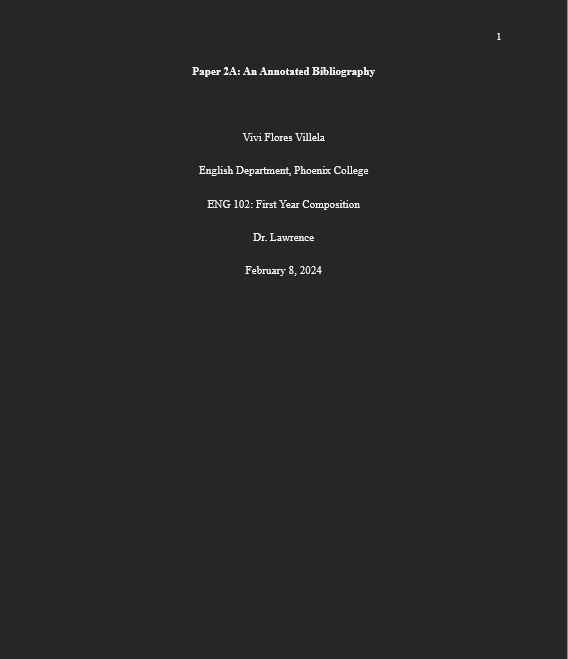 1
Paper 2A: An Annotated Bibliography
Vivi Flores Villela
English Department, Phoenix College
ENG 102: First Year Composition
Dr. Lawrence
February 8, 2024